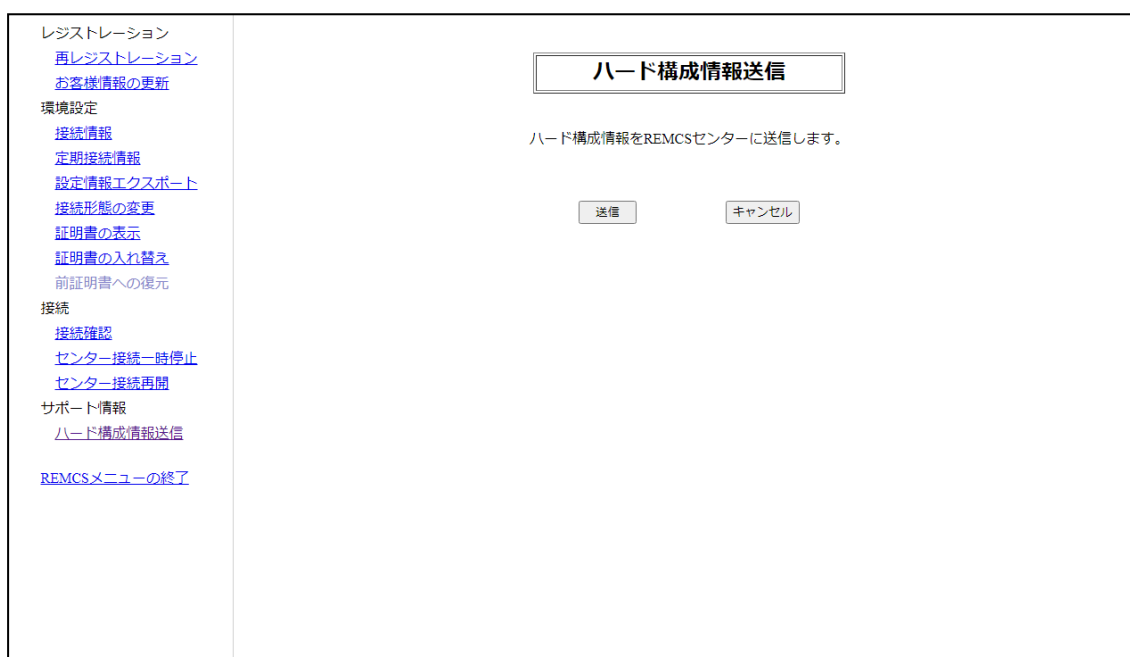 レジストレーション
再レジストレーション
お客様情報の更新
環境設定
接続情報
定期接続情報
設定情報エクスポート
接続形態の変更
証明書の表示
証明書の入れ替え
前証明書への復元
接続
接続確認
センター接続一時停止
センター接続再開
サポート情報
ハード構成情報送信
REMCSメニューの終了
ハード構成情報送信
ハード構成情報をREMCSセンターに送信します。
送信 キャンセル